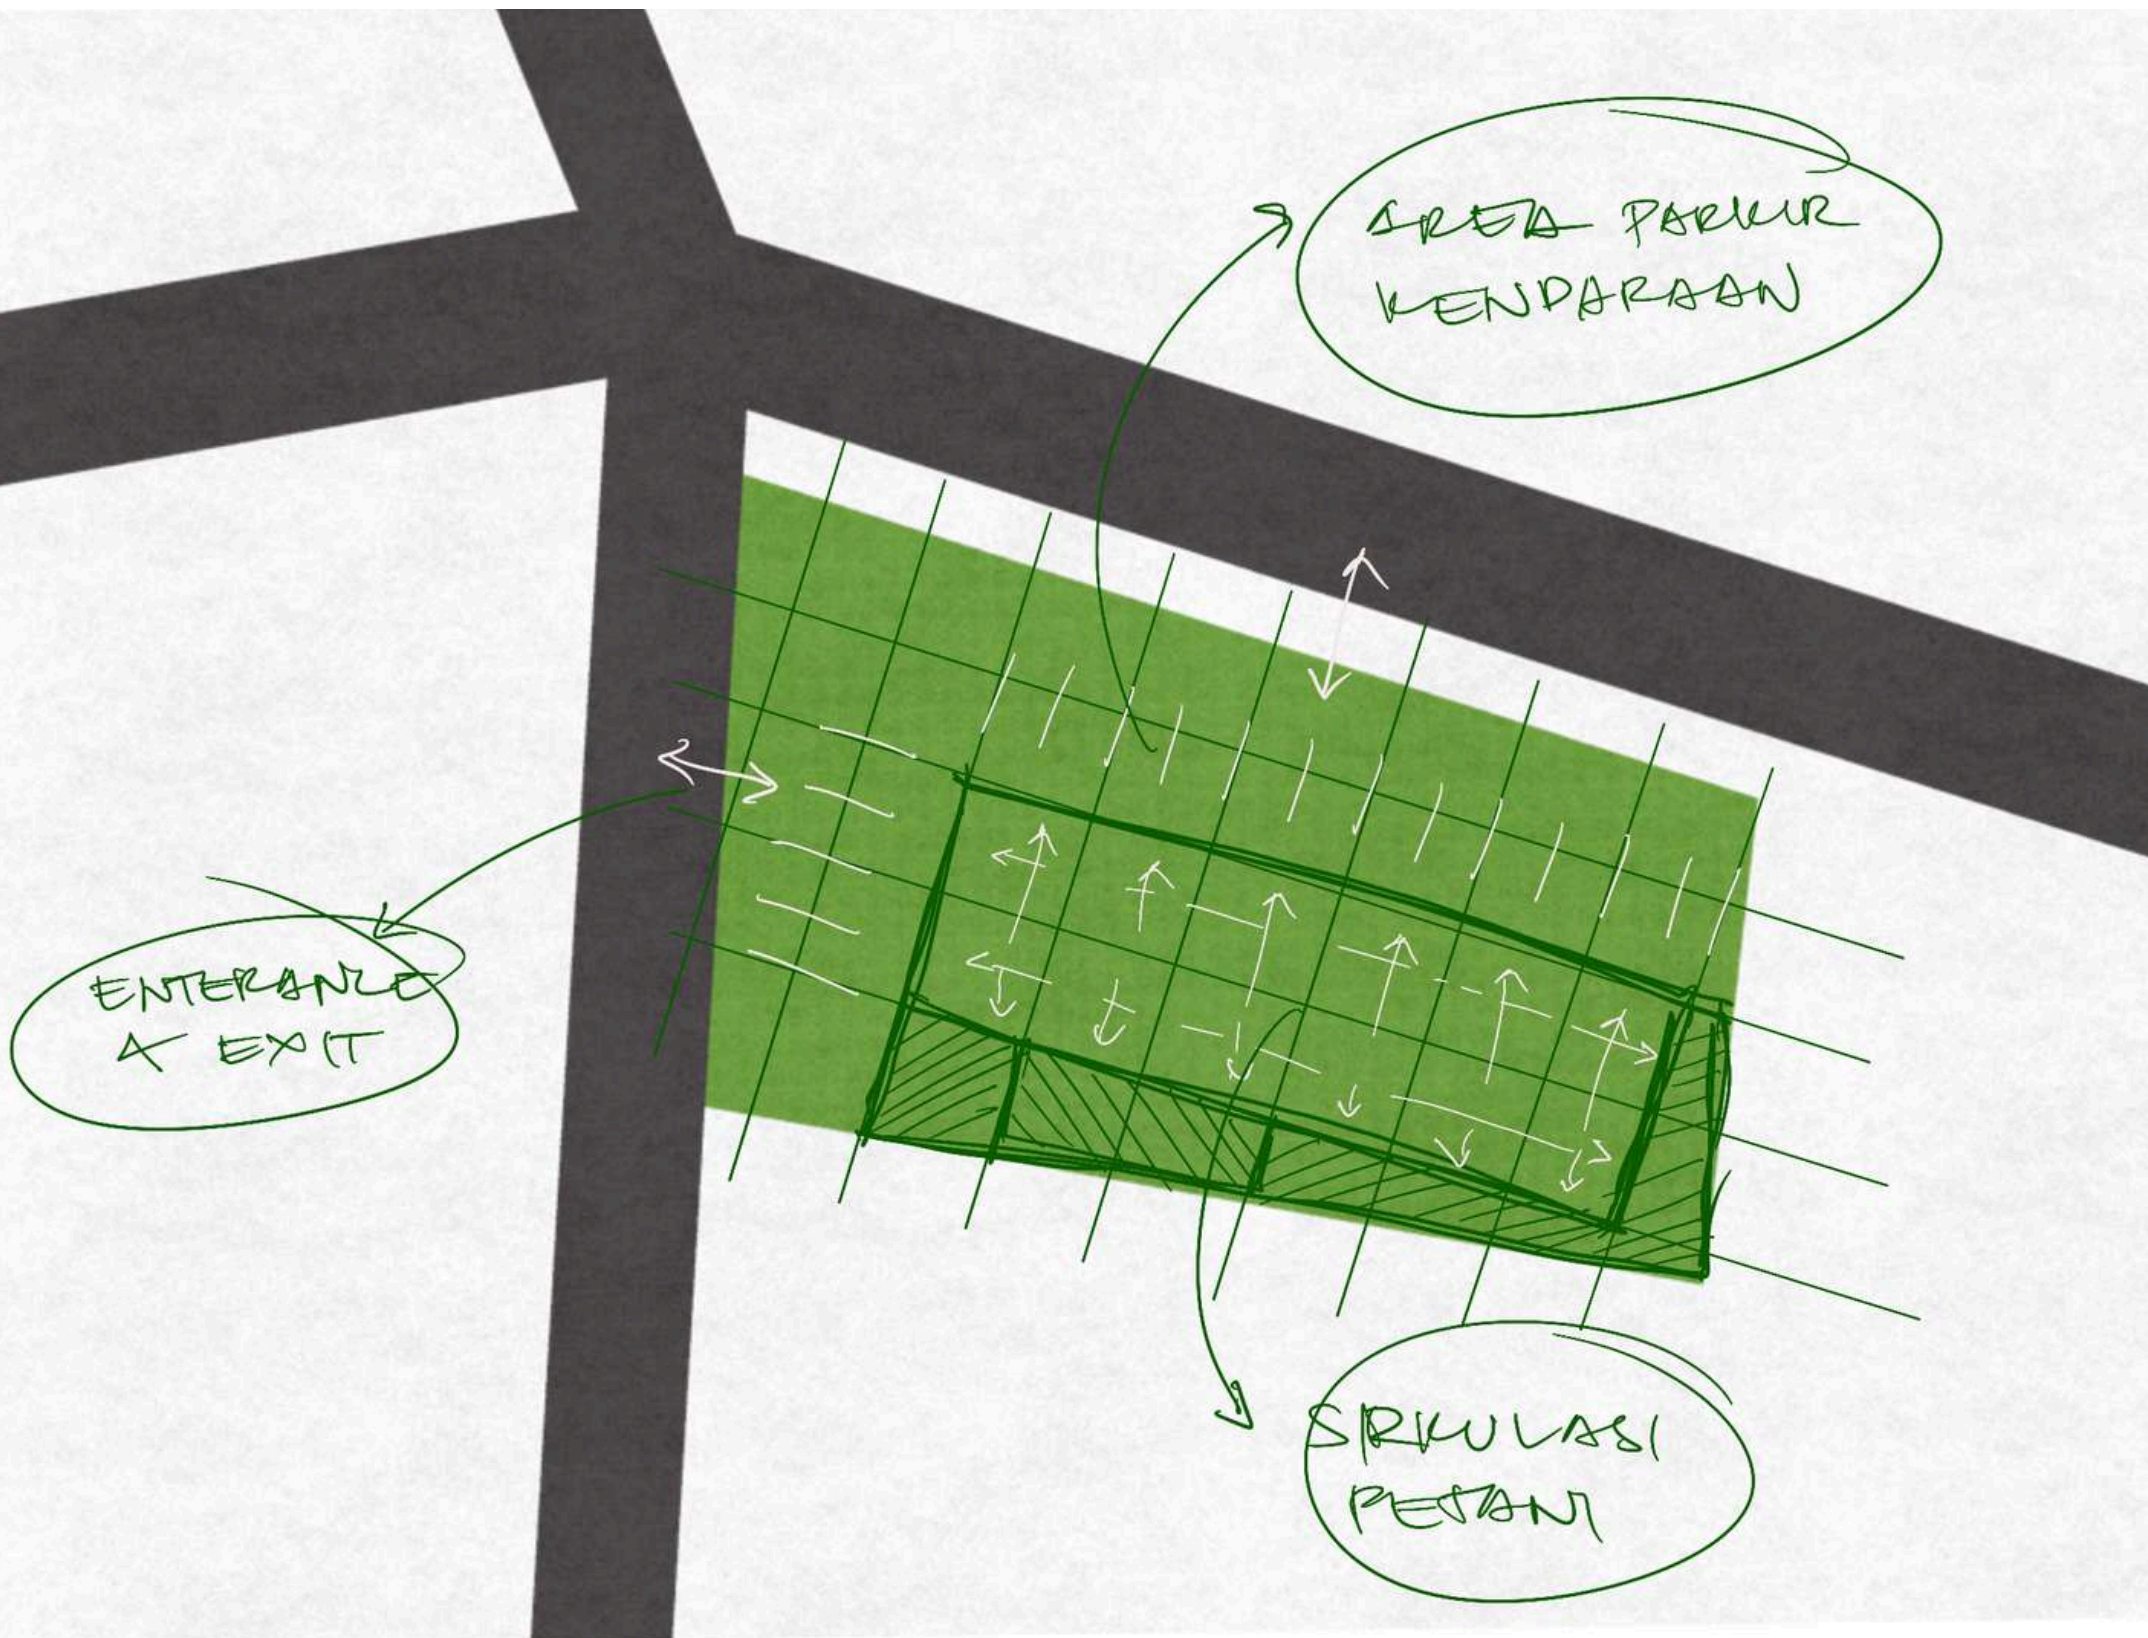 AREA PARKIR
KENDARAAN
ENTERANCE
& EXIT
SIRKULASI
PETANI